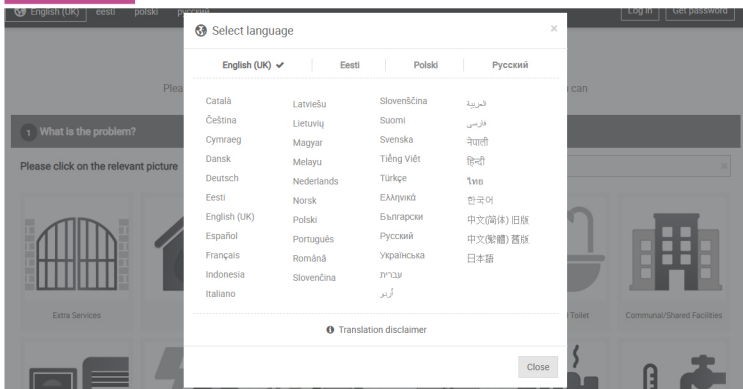 English (UK) eesti polski русский
Log in Get password
Select language
×
English (UK) ✔ Eesti Polski Русский
Català
Čeština
Cymraeg
Dansk
Deutsch
Eesti
English (UK)
Español
Français
Indonesia
Italiano
Latviešu
Lietuvių
Magyar
Melayu
Nederlands
Norsk
Polski
Português
Română
Slovenčina
Slovenščina
Suomi
Svenska
Tiếng Việt
Türkçe
Ελληνικά
Български
Русский
Українська
עברית
اُردو
العربية
فارسی
नेपाली
हिन्दी
ไทย
한국어
中文(简体) 旧版
中文(繁體) 舊版
日本語
Translation disclaimer
Close
Plea
can
1 What is the problem?
Please click on the relevant picture
Extra Services
Toilet
Communal/Shared Facilities